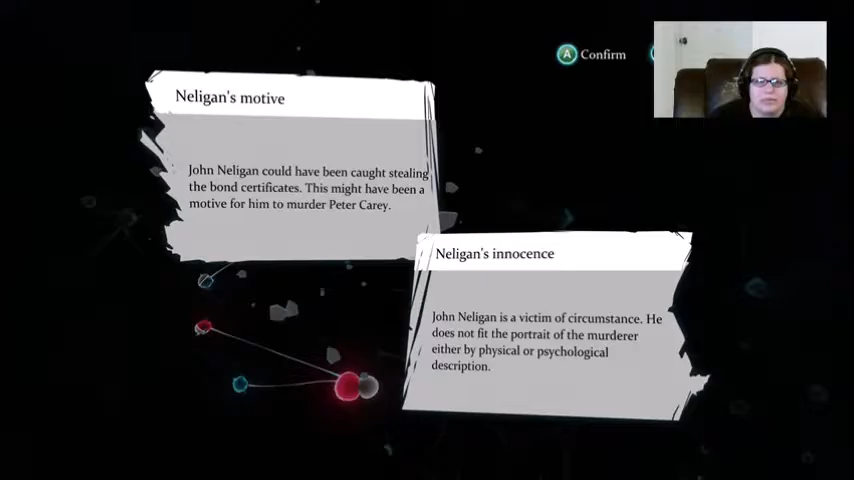 A Confirm
Neligan's motive
John Neligan could have been caught stealing
the bond certificates. This might have been a
motive for him to murder Peter Carey.
Neligan's innocence
John Neligan is a victim of circumstance. He
does not fit the portrait of the murderer
either by physical or psychological
description.